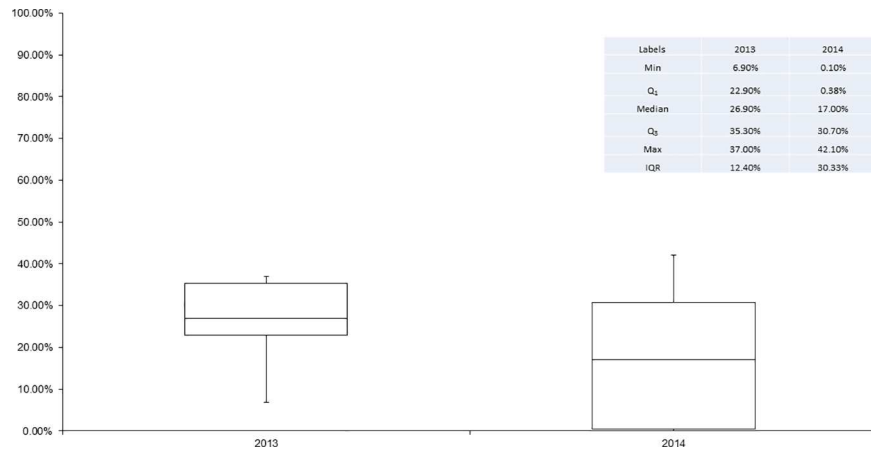 100.00%
90.00%
80.00%
70.00%
60.00%
50.00%
40.00%
30.00%
20.00%
10.00%
0.00%
2013 2014
Labels 2013 2014
Min 6.90% 0.10%
Q₁ 22.90% 0.38%
Median 26.90% 17.00%
Q₃ 35.30% 30.70%
Max 37.00% 42.10%
IQR 12.40% 30.33%